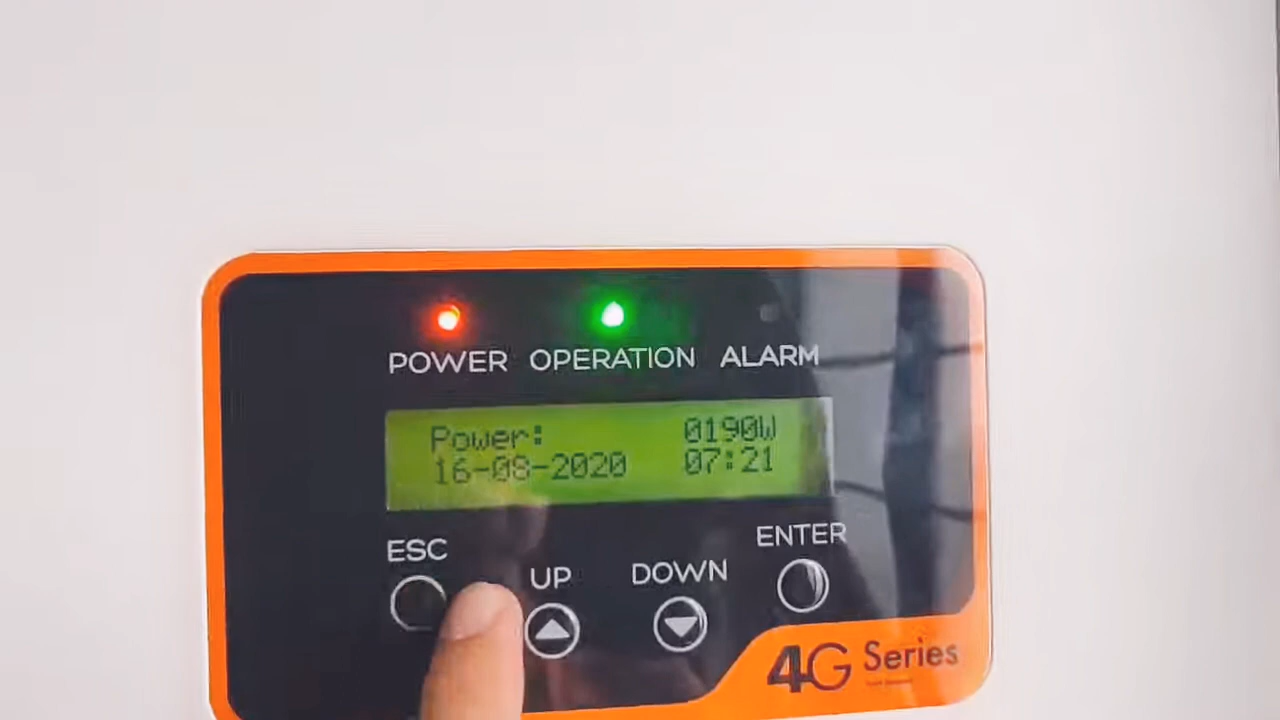 POWER OPERATION ALARM
Power: 0190W
16-08-2020 07:21
ESC UP DOWN ENTER
4G Series